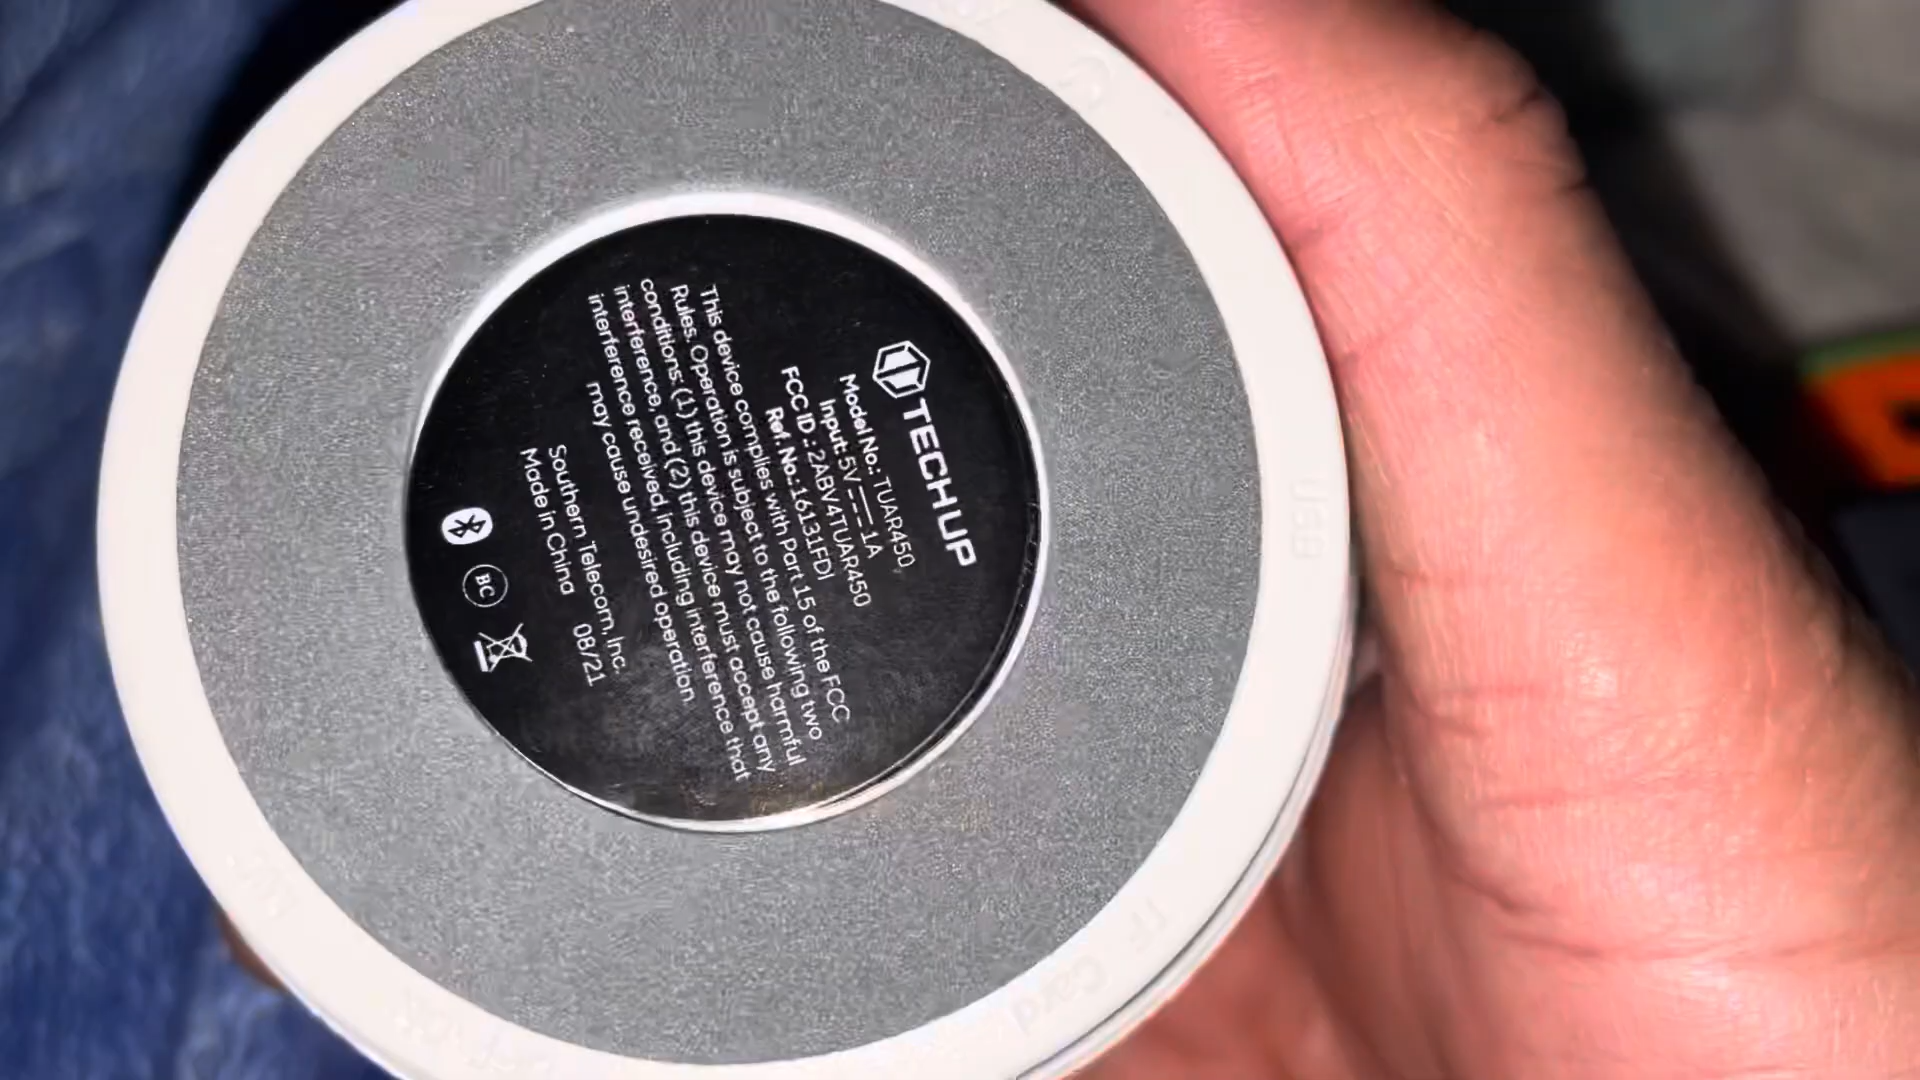 TECHUP
Model No.: TUAR450
Input: 5V 1A
FCC ID : 2ABV4TUAR450
Ref. No.: 16131FDI
This device complies with Part 15 of the FCC
Rules. Operation is subject to the following two
conditions: (1) this device may not cause harmful
interference, and (2) this device must accept any
interference received, including interference that
may cause undesired operation.
Southern Telecom, Inc.
Made in China 08/21
BC
USB
TF Card